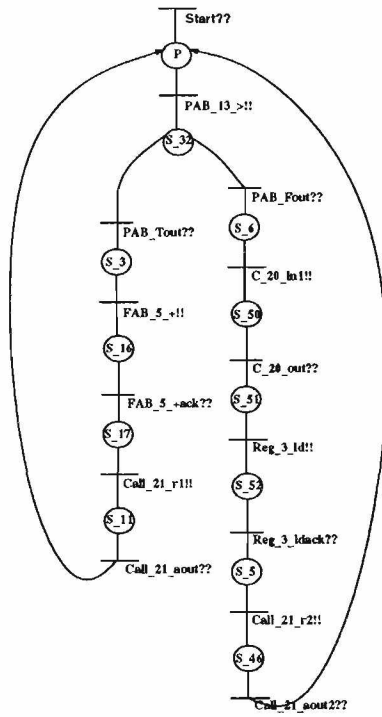 Start??
P
PAB_13_>!!
S_32
PAB_Tout??
S_3
FAB_5_+!!
S_16
FAB_5_+ack??
S_17
Call_21_r1!!
S_11
Call_21_aout??
PAB_Fout??
S_6
C_20_In1!!
S_50
C_20_out??
S_51
Reg_3_ld!!
S_52
Reg_3_ldack??
S_5
Call_21_r2!!
S_46
Call_21_aout2???